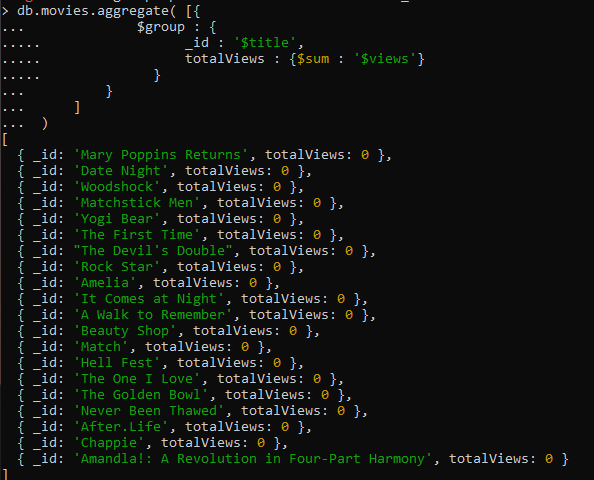 > db.movies.aggregate( [{
... $group : {
..... _id : '$title',
..... totalViews : {$sum : '$views'}
..... }
... }
... ]
... )
[
{ _id: 'Mary Poppins Returns', totalViews: 0 },
{ _id: 'Date Night', totalViews: 0 },
{ _id: 'Woodshock', totalViews: 0 },
{ _id: 'Matchstick Men', totalViews: 0 },
{ _id: 'Yogi Bear', totalViews: 0 },
{ _id: 'The First Time', totalViews: 0 },
{ _id: "The Devil's Double", totalViews: 0 },
{ _id: 'Rock Star', totalViews: 0 },
{ _id: 'Amelia', totalViews: 0 },
{ _id: 'It Comes at Night', totalViews: 0 },
{ _id: 'A Walk to Remember', totalViews: 0 },
{ _id: 'Beauty Shop', totalViews: 0 },
{ _id: 'Match', totalViews: 0 },
{ _id: 'Hell Fest', totalViews: 0 },
{ _id: 'The One I Love', totalViews: 0 },
{ _id: 'The Golden Bowl', totalViews: 0 },
{ _id: 'Never Been Thawed', totalViews: 0 },
{ _id: 'After.Life', totalViews: 0 },
{ _id: 'Chappie', totalViews: 0 },
{ _id: 'Amandla!: A Revolution in Four-Part Harmony', totalViews: 0 }
]